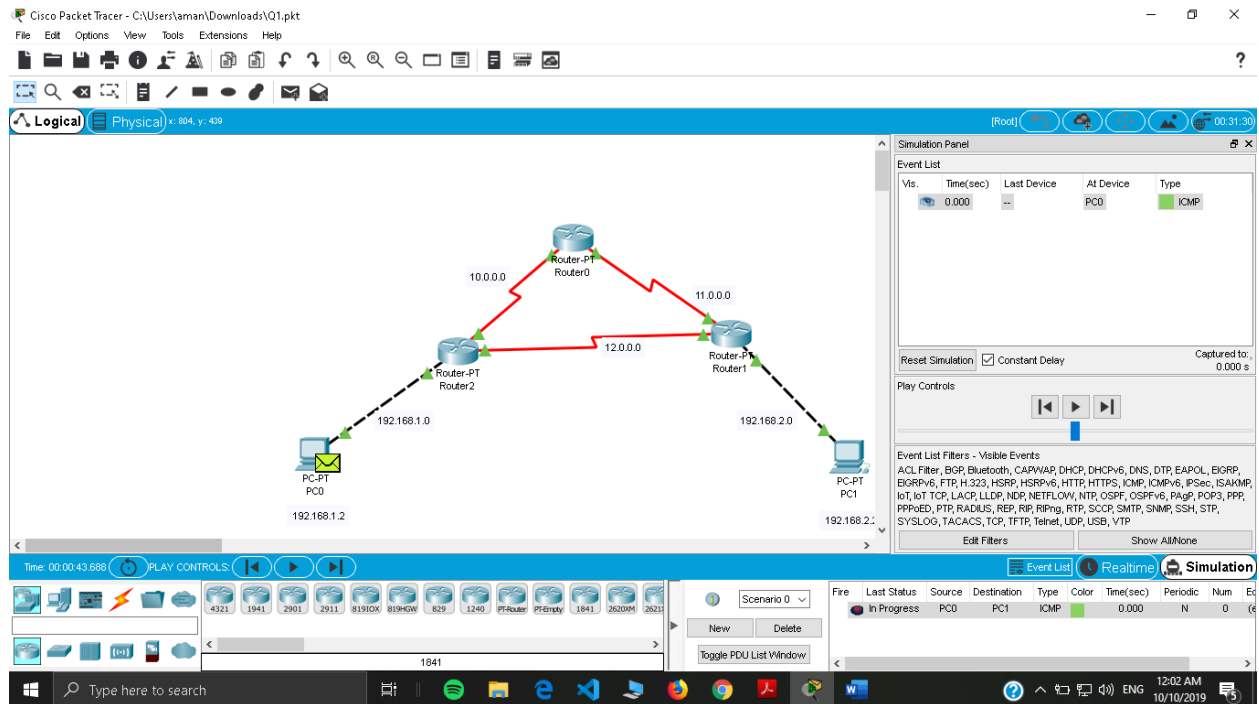 Cisco Packet Tracer - C:\Users\aman\Downloads\Q1.pkt
File Edit Options View Tools Extensions Help
?
Logical Physical x: 804, y: 439 [Root] 00:31:30
Simulation Panel
Event List
Vis. Time(sec) Last Device At Device Type
0.000 -- PC0 ICMP
Router-PT
Router0
10.0.0.0
11.0.0.0
12.0.0.0
Router-PT
Router1
Router-PT
Router2
Reset Simulation Constant Delay Captured to:
0.000 s
Play Controls
192.168.1.0
192.168.2.0
PC-PT
PC0
192.168.1.2
PC-PT
PC1
192.168.2.2
Event List Filters - Visible Events
ACL Filter, BGP, Bluetooth, CAPWAP, DHCP, DHCPv6, DNS, DTP, EAPOL, EIGRP,
EIGRPv6, FTP, H.323, HSRP, HSRPv6, HTTP, HTTPS, ICMP, ICMPv6, IPSec, ISAKMP,
IoT, IoT TCP, LACP, LLDP, NDP, NETFLOW, NTP, OSPF, OSPFv6, PAgP, POP3, PPP,
PPPoED, PTP, RADIUS, REP, RIP, RIPng, RTP, SCCP, SMTP, SNMP, SSH, STP,
SYSLOG, TACACS, TCP, TFTP, Telnet, UDP, USB, VTP
Edit Filters Show All/None
Time: 00:00:43.688 PLAY CONTROLS: Event List Realtime Simulation
4321 1941 2901 2911 819IOX 819HGW 829 1240 PT-Router PT-Empty 1841 2620XM 2621
1841
Scenario 0
New Delete
Toggle PDU List Window
Fire Last Status Source Destination Type Color Time(sec) Periodic Num Ed
In Progress PC0 PC1 ICMP 0.000 N 0 (e
Type here to search
ENG
12:02 AM
10/10/2019
5